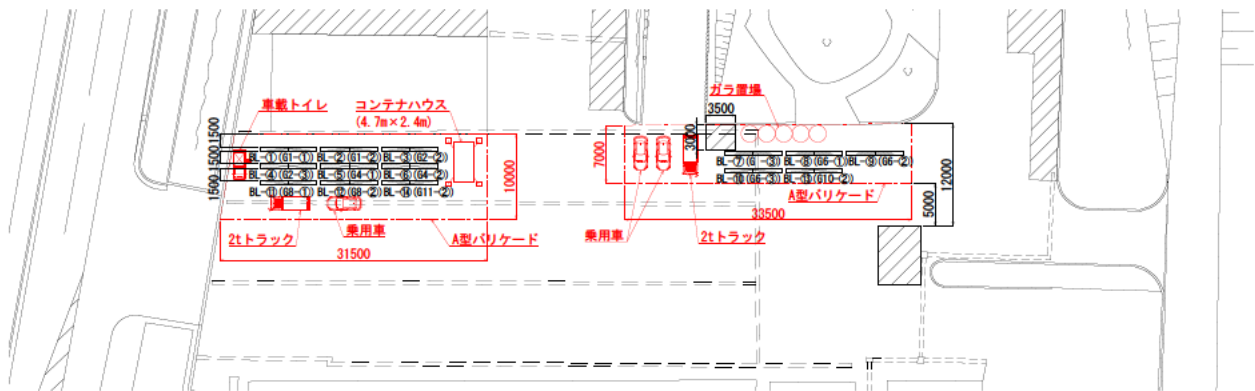 車載トイレ
コンテナハウス
(4.7m×2.4m)
1500
1500
1500
BL-①(G1-①)
BL-②(G1-②)
BL-③(G2-②)
BL-④(G2-③)
BL-⑤(G4-①)
BL-⑥(G4-②)
BL-⑪(G8-①)
BL-⑫(G8-②)
BL-⑭(G11-②)
10000
2tトラック
乗用車
A型バリケード
31500
ガラ置場
3500
3000
7000
BL-⑦(G -③)
BL-⑧(G6-①)
BL-⑨(G6-②)
BL-⑩(G6-③)
BL-⑬(G10-②)
12000
5000
A型バリケード
33500
乗用車
2tトラック